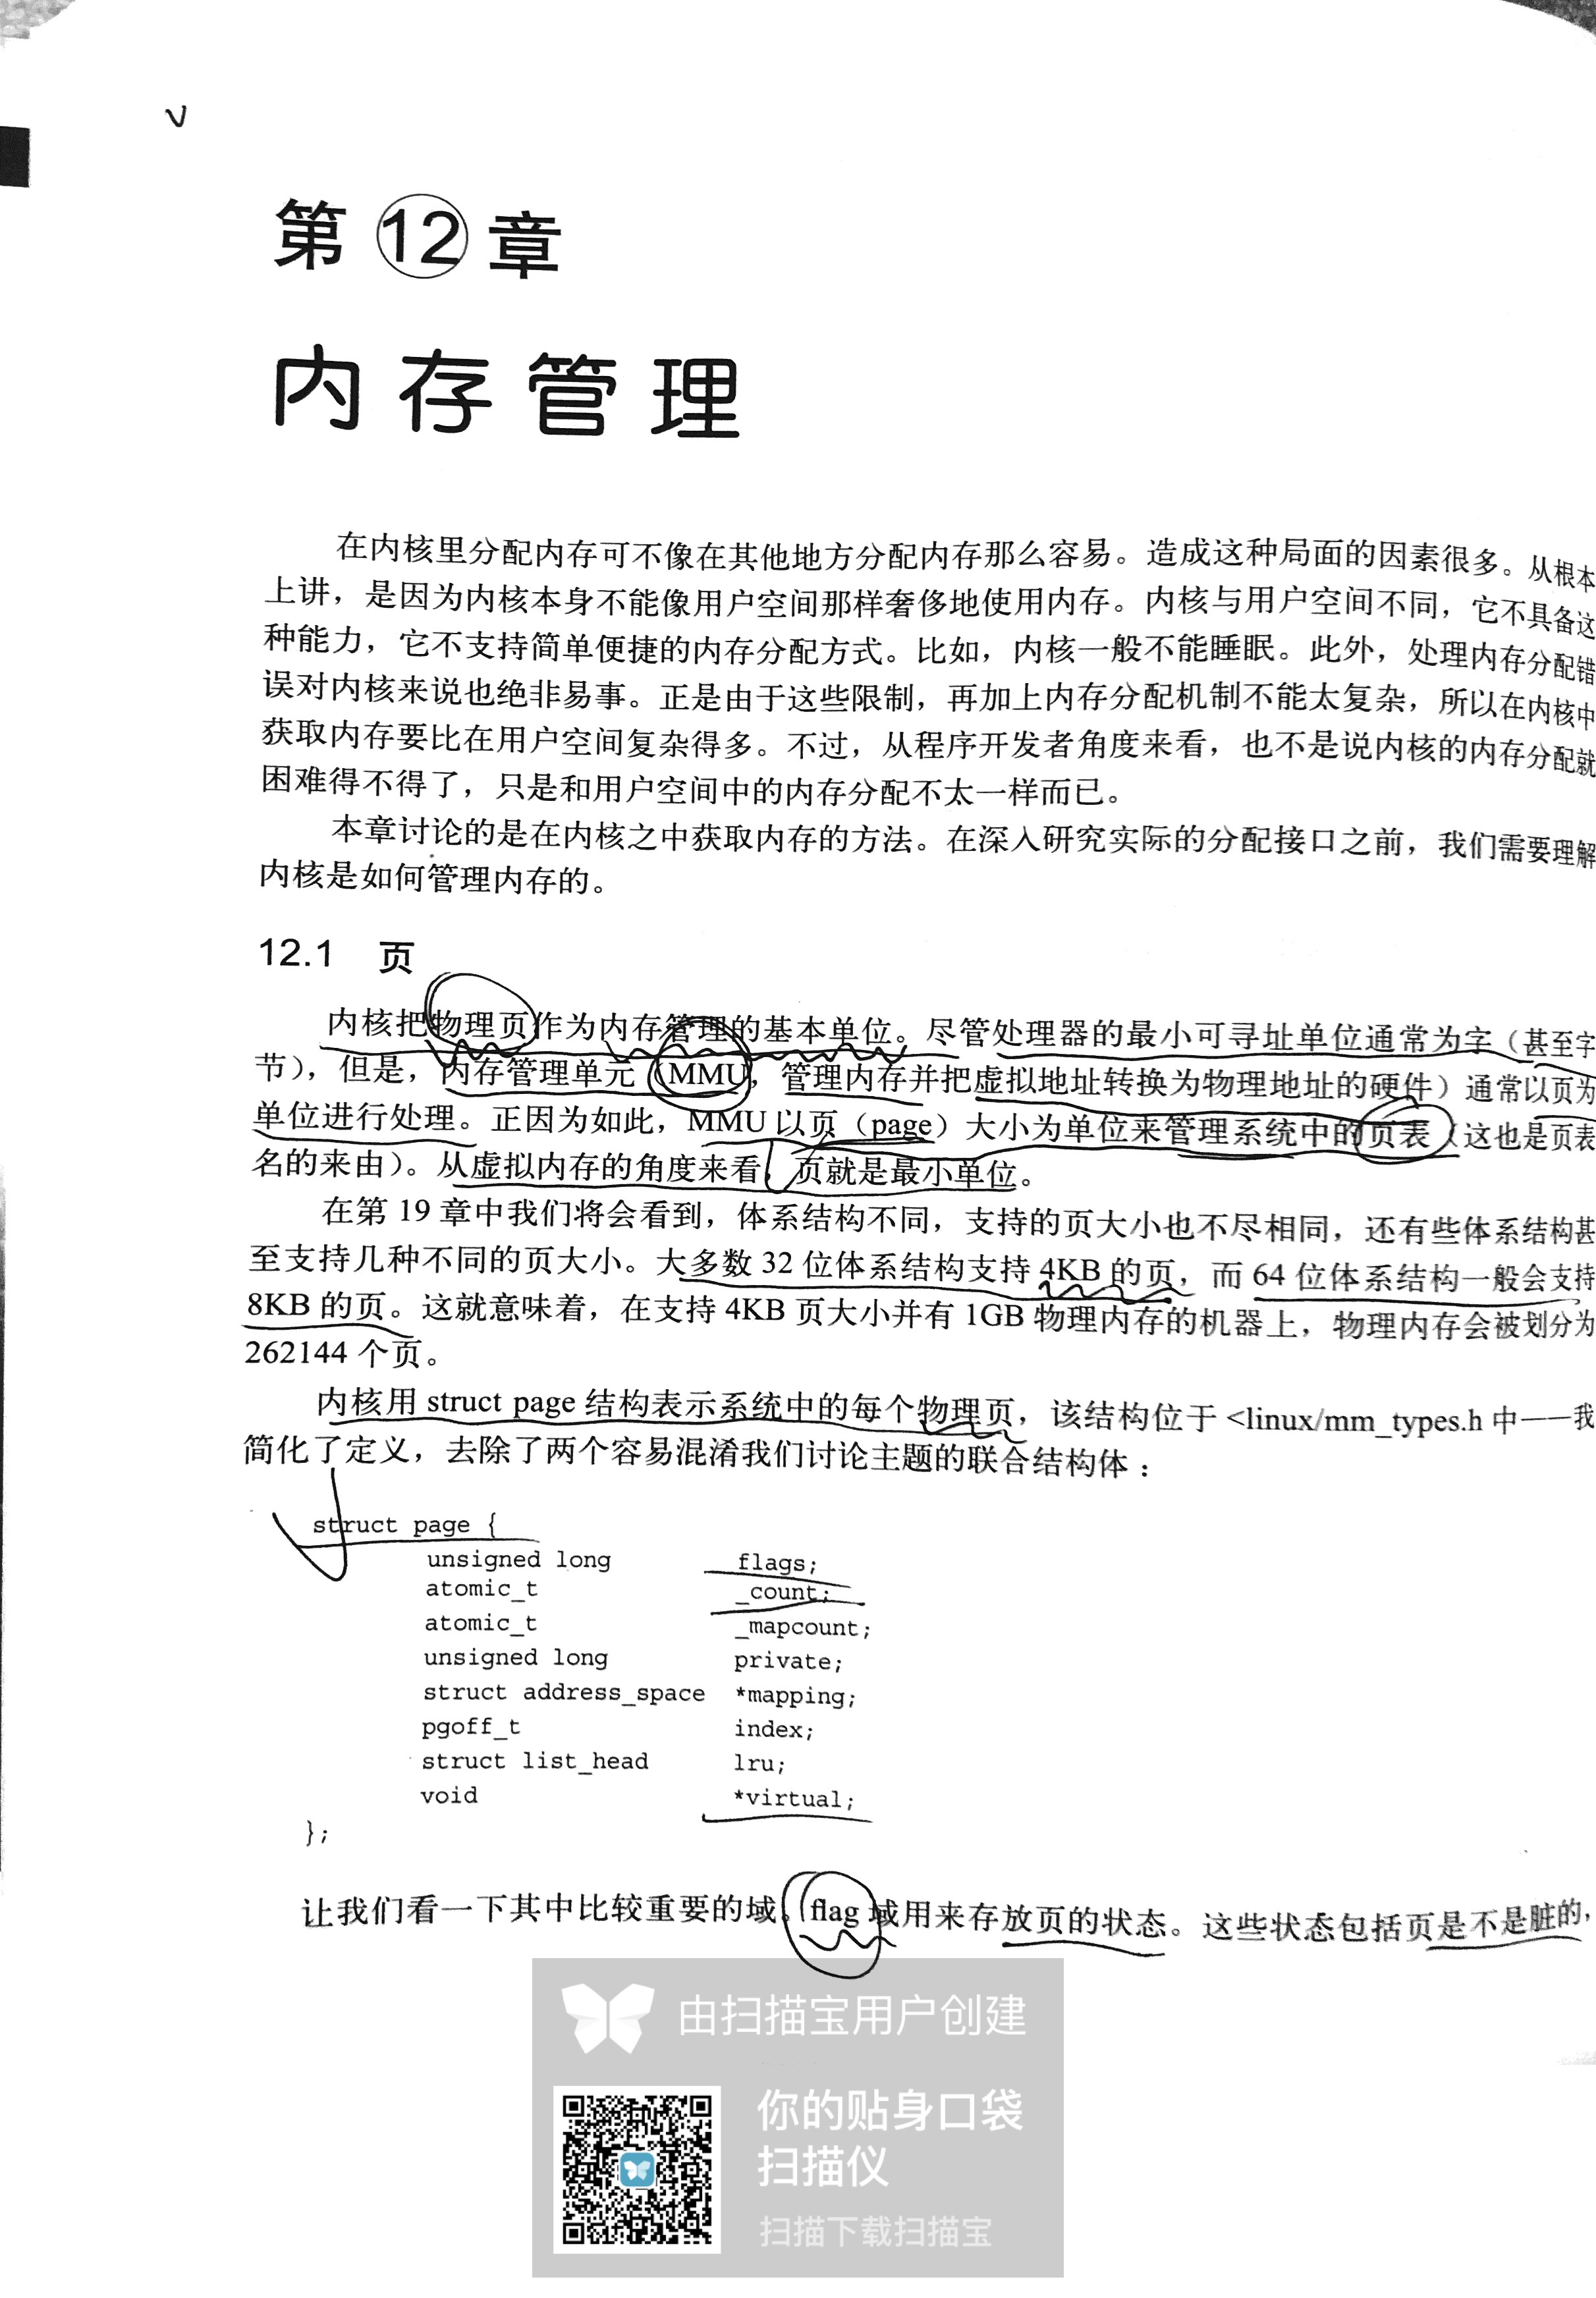 第12章
内存管理
在内核里分配内存可不像在其他地方分配内存那么容易。造成这种局面的因素很多。从根本
上讲，是因为内核本身不能像用户空间那样奢侈地使用内存。内核与用户空间不同，它不具备这
种能力，它不支持简单便捷的内存分配方式。比如，内核一般不能睡眠。此外，处理内存分配错
误对内核来说也绝非易事。正是由于这些限制，再加上内存分配机制不能太复杂，所以在内核中
获取内存要比在用户空间复杂得多。不过，从程序开发者角度来看，也不是说内核的内存分配就
困难得不得了，只是和用户空间中的内存分配不太一样而已。
本章讨论的是在内核之中获取内存的方法。在深入研究实际的分配接口之前，我们需要理解
内核是如何管理内存的。
12.1 页
内核把物理页作为内存管理的基本单位。尽管处理器的最小可寻址单位通常为字（甚至字
节），但是，内存管理单元（MMU，管理内存并把虚拟地址转换为物理地址的硬件）通常以页为
单位进行处理。正因为如此，MMU 以页（page）大小为单位来管理系统中的页表（这也是页表
名的来由）。从虚拟内存的角度来看，页就是最小单位。
在第 19 章中我们将会看到，体系结构不同，支持的页大小也不尽相同，还有些体系结构甚
至支持几种不同的页大小。大多数 32 位体系结构支持 4KB 的页，而 64 位体系结构一般会支持
8KB 的页。这就意味着，在支持 4KB 页大小并有 1GB 物理内存的机器上，物理内存会被划分为
262144 个页。
内核用 struct page 结构表示系统中的每个物理页，该结构位于 <linux/mm_types.h 中——我
简化了定义，去除了两个容易混淆我们讨论主题的联合结构体：
struct page {
unsigned long flags;
atomic_t _count;
atomic_t _mapcount;
unsigned long private;
struct address_space *mapping;
pgoff_t index;
struct list_head lru;
void *virtual;
};
让我们看一下其中比较重要的域。flag 域用来存放页的状态。这些状态包括页是不是脏的，
由扫描宝用户创建
你的贴身口袋
扫描仪
扫描下载扫描宝